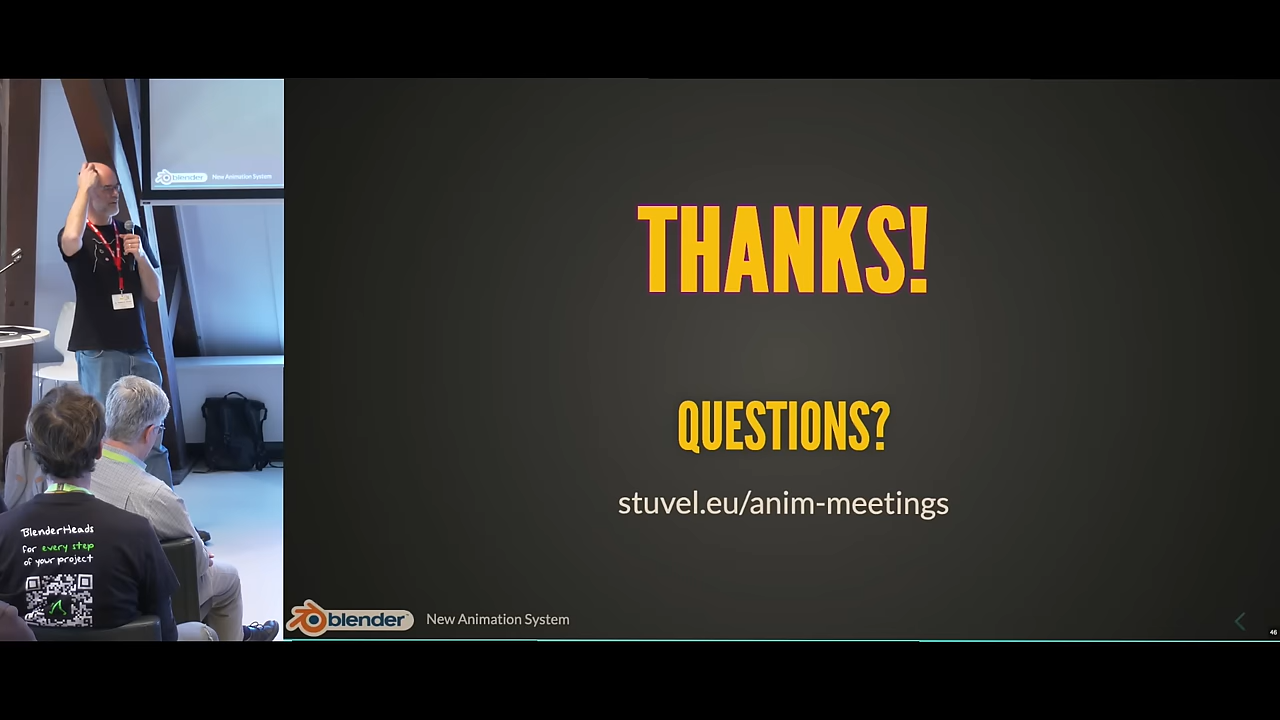 blender
New Animation System
THANKS!
QUESTIONS?
stuvel.eu/anim-meetings
BlenderHeads
for every step
of your project
blender
New Animation System
46